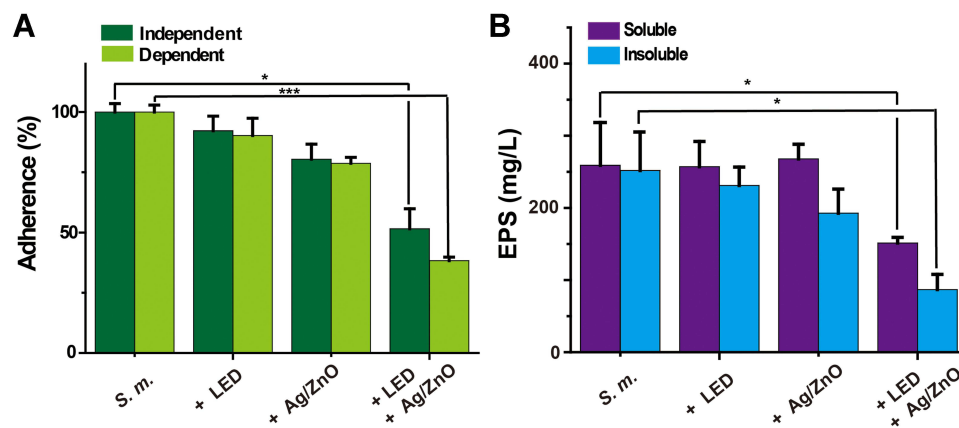 A
Independent
Dependent
Adherence (%)
100
50
0
*
***
S. m.
+ LED
+ Ag/ZnO
+ LED
+ Ag/ZnO
B
Soluble
Insoluble
EPS (mg/L)
400
200
0
*
*
S. m.
+ LED
+ Ag/ZnO
+ LED
+ Ag/ZnO